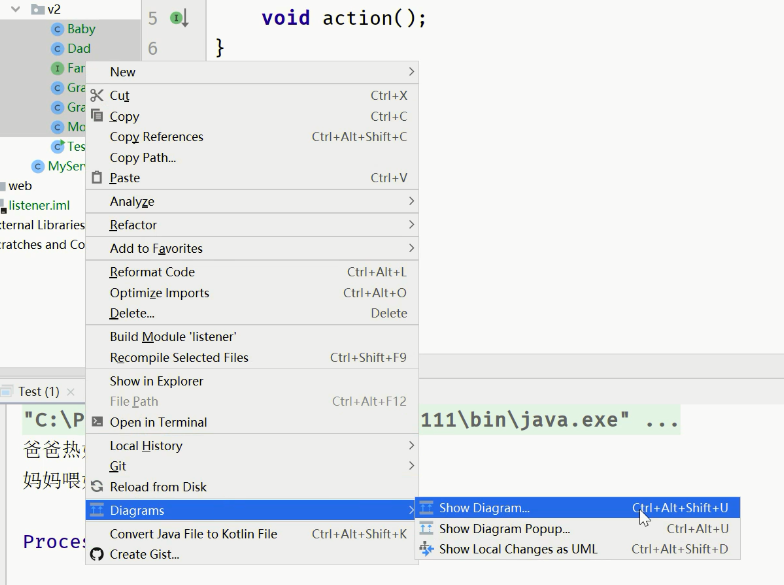 v2
Baby
5
void action();
Dad
6
}
Far
Gra
Gra
Mo
Tes
MySer
web
listener.iml
ternal Libraries
ratches and Co
New
Cut Ctrl+X
Copy Ctrl+C
Copy References Ctrl+Alt+Shift+C
Copy Path...
Paste Ctrl+V
Analyze
Refactor
Add to Favorites
Reformat Code Ctrl+Alt+L
Optimize Imports Ctrl+Alt+O
Delete... Delete
Build Module 'listener'
Recompile Selected Files Ctrl+Shift+F9
Show in Explorer
File Path Ctrl+Alt+F12
Open in Terminal
Local History
Git
Reload from Disk
Diagrams
Convert Java File to Kotlin File Ctrl+Alt+Shift+K
Create Gist...
Show Diagram... Ctrl+Alt+Shift+U
Show Diagram Popup... Ctrl+Alt+U
Show Local Changes as UML Ctrl+Alt+Shift+D
Test (1)
"C:\P 111\bin\java.exe" ...
爸爸热
妈妈喂
Proces